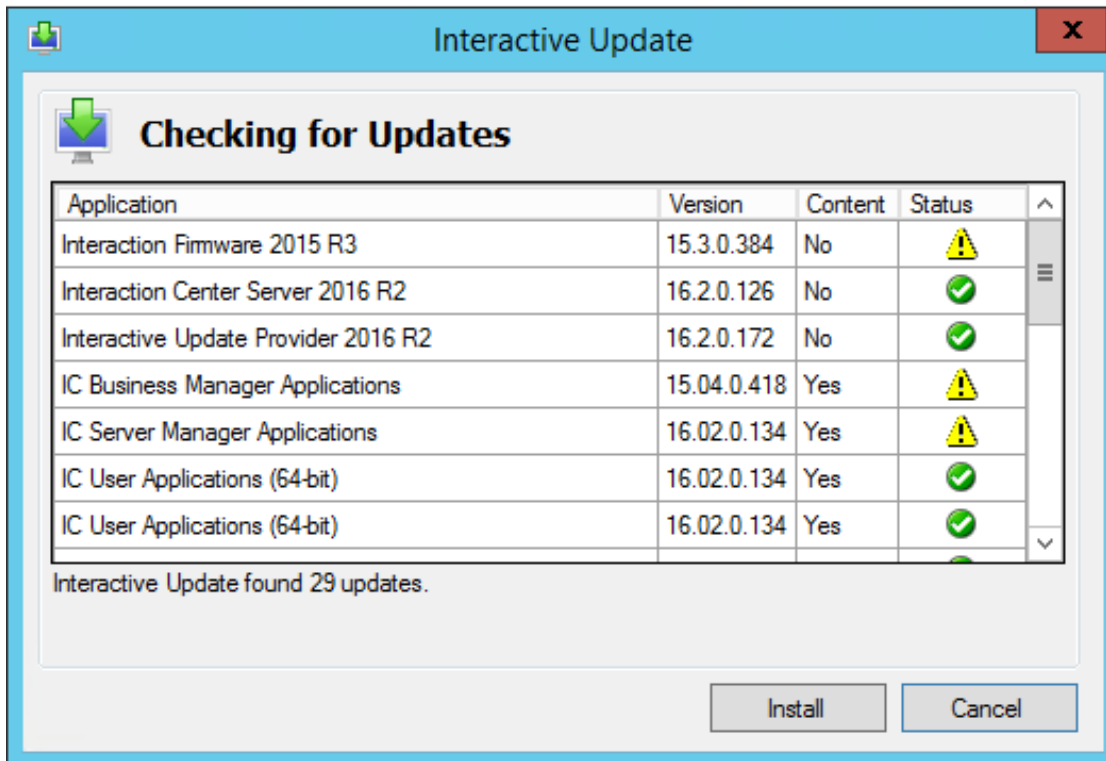 Interactive Update
x
Checking for Updates
Application Version Content Status
Interaction Firmware 2015 R3 15.3.0.384 No
Interaction Center Server 2016 R2 16.2.0.126 No
Interactive Update Provider 2016 R2 16.2.0.172 No
IC Business Manager Applications 15.04.0.418 Yes
IC Server Manager Applications 16.02.0.134 Yes
IC User Applications (64-bit) 16.02.0.134 Yes
IC User Applications (64-bit) 16.02.0.134 Yes
Interactive Update found 29 updates.
Install Cancel